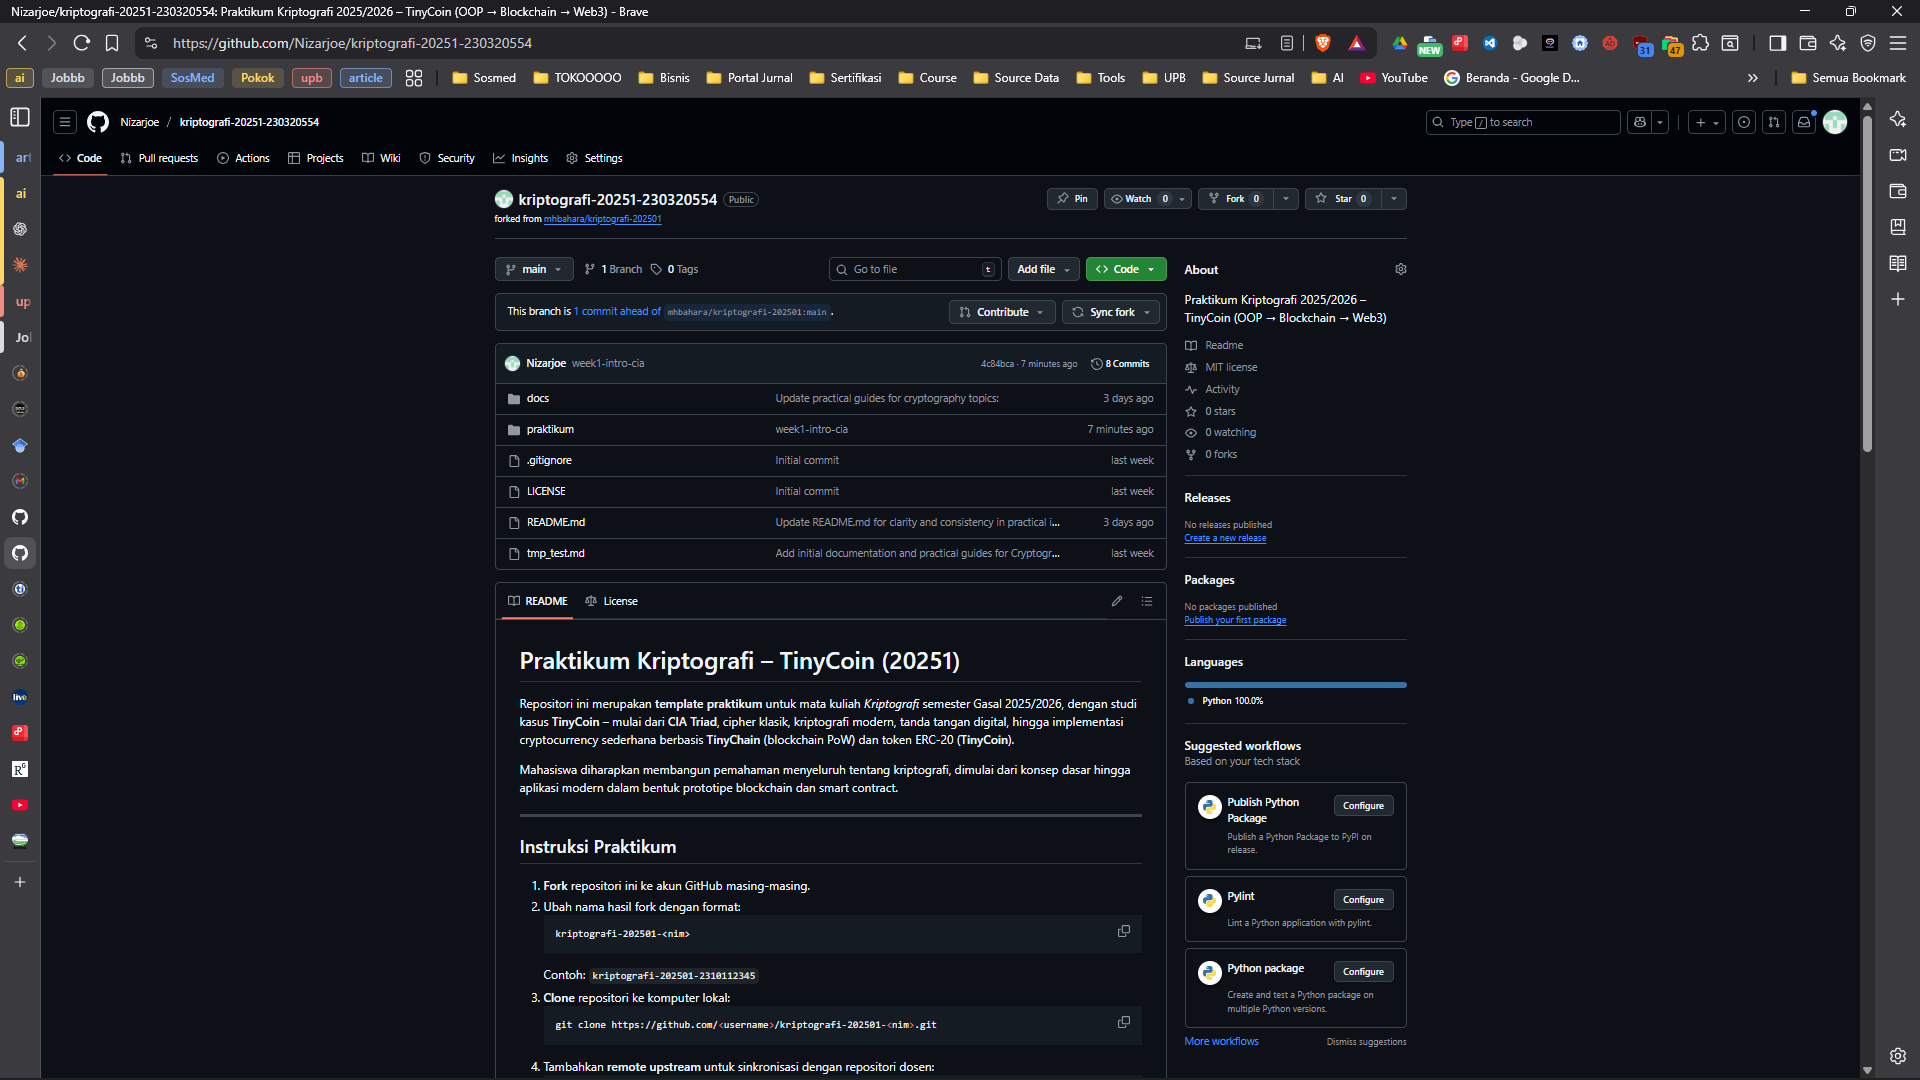 Nizarjoe/kriptografi-20251-230320554: Praktikum Kriptografi 2025/2026 – TinyCoin (OOP → Blockchain → Web3) - Brave
https://github.com/Nizarjoe/kriptografi-20251-230320554
NEW
31
47
ai
Jobbb
Jobbb
SosMed
Pokok
upb
article
Sosmed
TOKOOOOO
Bisnis
Portal Jurnal
Sertifikasi
Course
Source Data
Tools
UPB
Source Jurnal
AI
YouTube
Beranda - Google D...
Semua Bookmark
art
ai
up
Jol
Nizarjoe / kriptografi-20251-230320554
Type / to search
Code
Pull requests
Actions
Projects
Wiki
Security
Insights
Settings
kriptografi-20251-230320554 Public
forked from mhbahara/kriptografi-202501
Pin
Watch 0
Fork 0
Star 0
main
1 Branch
0 Tags
Go to file t
Add file
Code
This branch is 1 commit ahead of mhbahara/kriptografi-202501:main .
Contribute
Sync fork
Nizarjoe week1-intro-cia 4c84bca · 7 minutes ago 8 Commits
docs Update practical guides for cryptography topics: 3 days ago
praktikum week1-intro-cia 7 minutes ago
.gitignore Initial commit last week
LICENSE Initial commit last week
README.md Update README.md for clarity and consistency in practical i... 3 days ago
tmp_test.md Add initial documentation and practical guides for Cryptogr... last week
README
License
Praktikum Kriptografi – TinyCoin (20251)
Repositori ini merupakan template praktikum untuk mata kuliah Kriptografi semester Gasal 2025/2026, dengan studi
kasus TinyCoin – mulai dari CIA Triad, cipher klasik, kriptografi modern, tanda tangan digital, hingga implementasi
cryptocurrency sederhana berbasis TinyChain (blockchain PoW) dan token ERC-20 (TinyCoin).
Mahasiswa diharapkan membangun pemahaman menyeluruh tentang kriptografi, dimulai dari konsep dasar hingga
aplikasi modern dalam bentuk prototipe blockchain dan smart contract.
Instruksi Praktikum
1. Fork repositori ini ke akun GitHub masing-masing.
2. Ubah nama hasil fork dengan format:
kriptografi-202501-<nim>
Contoh: kriptografi-202501-2310112345
3. Clone repositori ke komputer lokal:
git clone https://github.com/<username>/kriptografi-202501-<nim>.git
4. Tambahkan remote upstream untuk sinkronisasi dengan repositori dosen:
About
Praktikum Kriptografi 2025/2026 –
TinyCoin (OOP → Blockchain → Web3)
Readme
MIT license
Activity
0 stars
0 watching
0 forks
Releases
No releases published
Create a new release
Packages
No packages published
Publish your first package
Languages
Python 100.0%
Suggested workflows
Based on your tech stack
Publish Python
Package
Configure
Publish a Python Package to PyPI on
release.
Pylint
Configure
Lint a Python application with pylint.
Python package
Configure
Create and test a Python package on
multiple Python versions.
More workflows
Dismiss suggestions